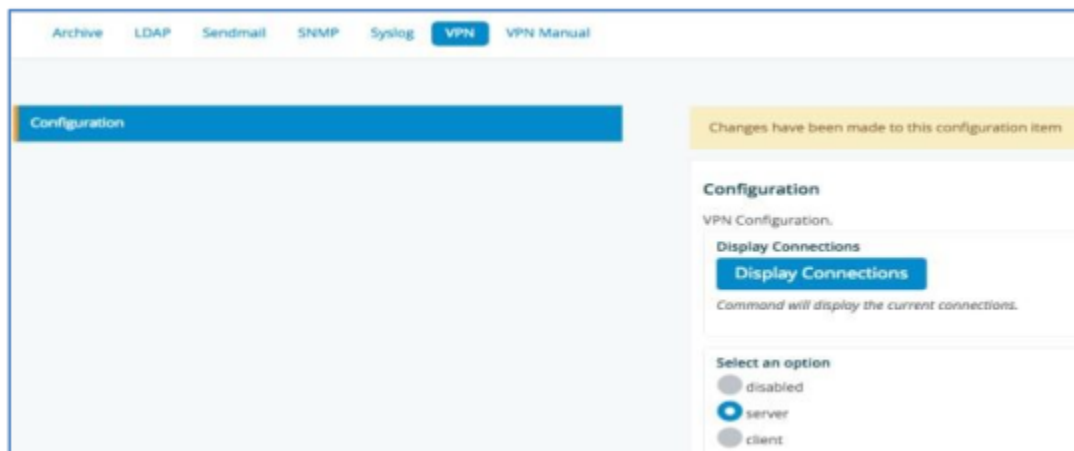 Archive LDAP Sendmail SNMP Syslog VPN VPN Manual
Configuration
Changes have been made to this configuration item
Configuration
VPN Configuration.
Display Connections
Display Connections
Command will display the current connections.
Select an option
disabled
server
client